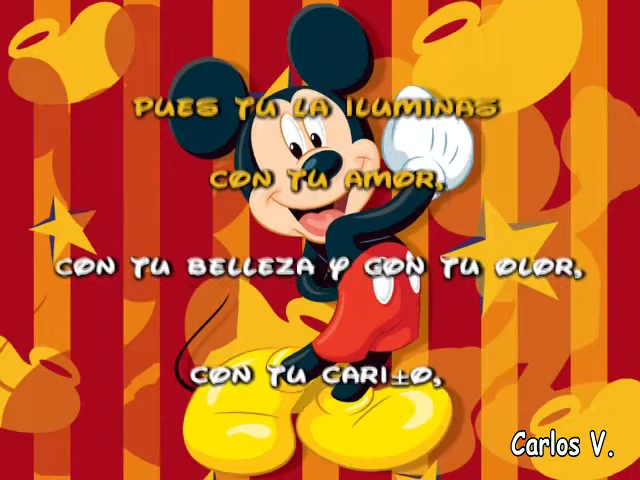 PUES TU LA ILUMINAS
CON TU AMOR,
CON TU BELLEZA Y CON TU OLOR,
CON TU CARI±O,
Carlos V.